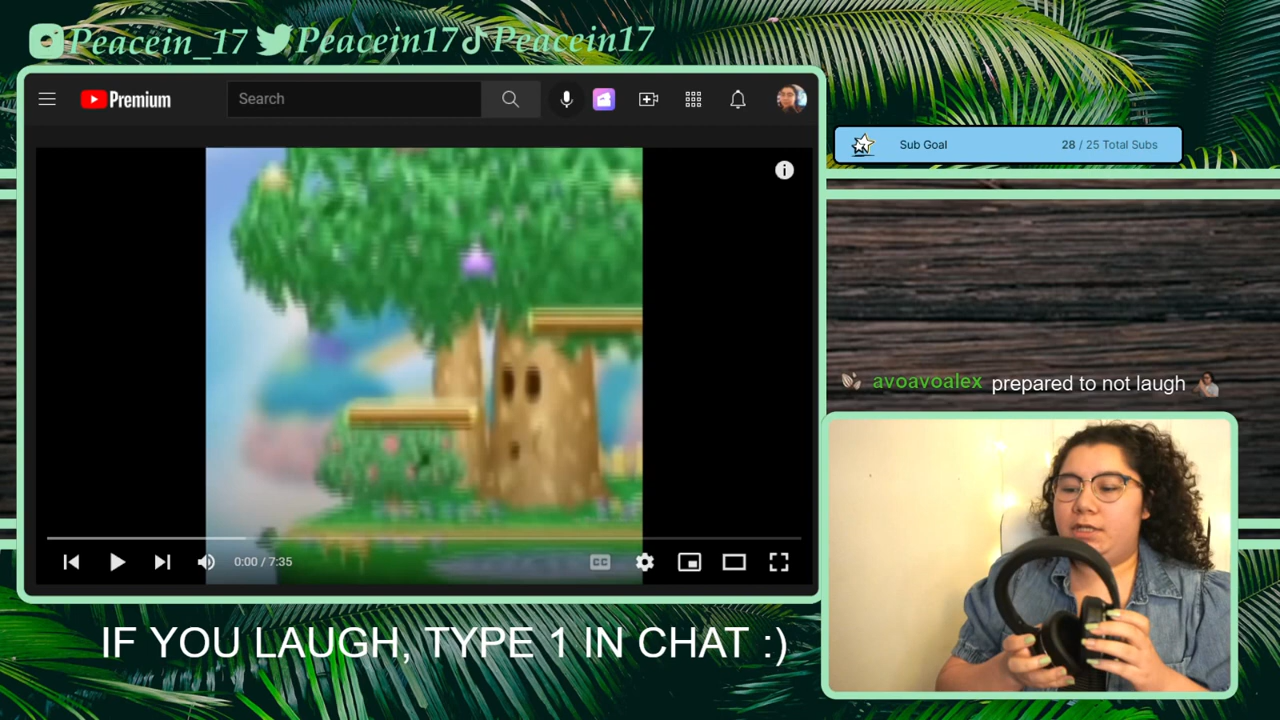 Peacein_17 Peacein17 Peacein17
Premium
Search
Sub Goal 28 / 25 Total Subs
avoavoalex prepared to not laugh
0:00 / 7:35
CC
IF YOU LAUGH, TYPE 1 IN CHAT :)